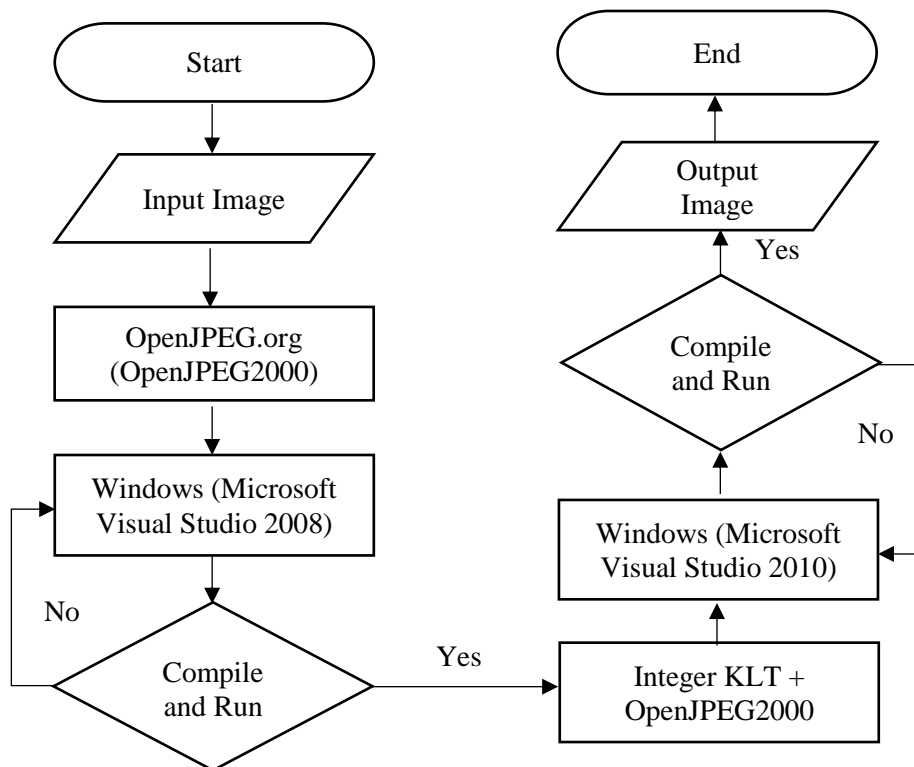 Start
Input Image
OpenJPEG.org
(OpenJPEG2000)
Windows (Microsoft
Visual Studio 2008)
No
Compile
and Run
Yes
Integer KLT +
OpenJPEG2000
Windows (Microsoft
Visual Studio 2010)
Compile
and Run
No
Yes
Output
Image
End